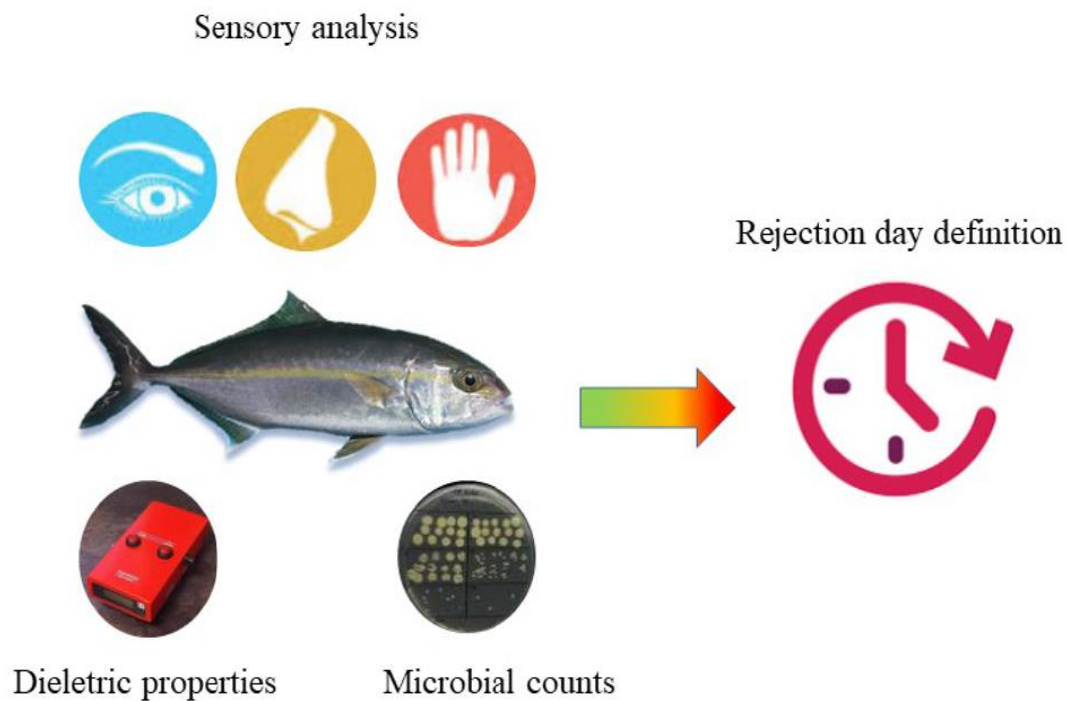 Sensory analysis
Rejection day definition
Dieletric properties
Microbial counts